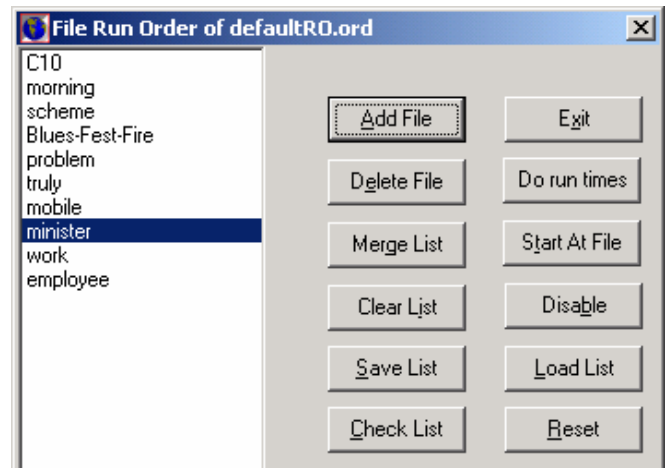 File Run Order of defaultRO.ord
C10
morning
scheme
Blues-Fest-Fire
problem
truly
mobile
minister
work
employee
Add File
Exit
Delete File
Do run times
Merge List
Start At File
Clear List
Disable
Save List
Load List
Check List
Reset